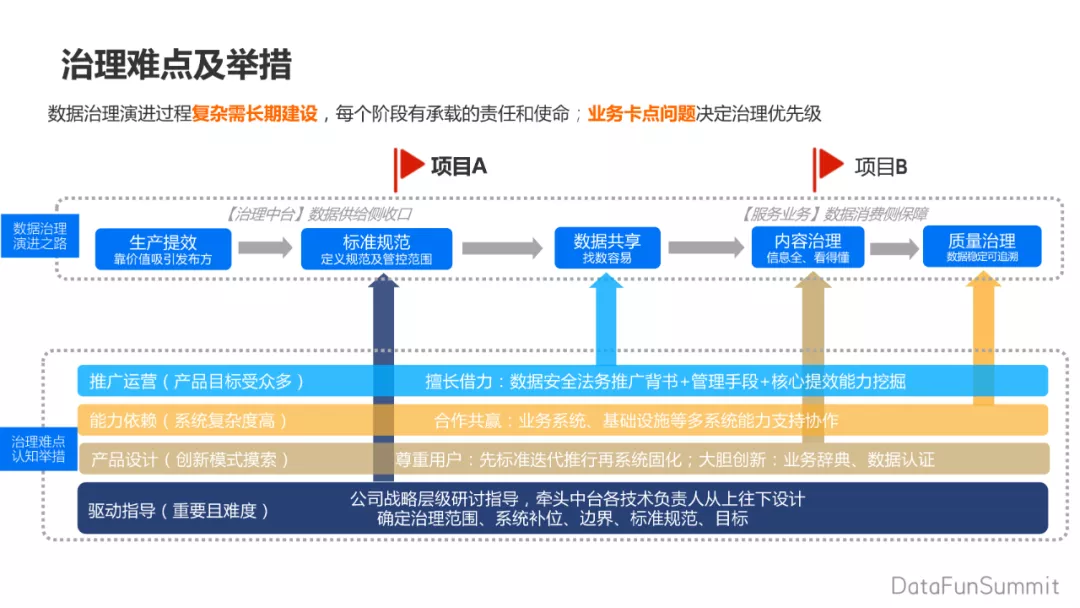 治理难点及举措
数据治理演进过程复杂需长期建设，每个阶段有承载的责任和使命；业务卡点问题决定治理优先级
项目A
项目B
【治理中台】数据供给侧收口
【服务业务】数据消费侧保障
数据治理
演进之路
生产提效
靠价值吸引发布方
标准规范
定义规范及管控范围
数据共享
找数容易
内容治理
信息全、看得懂
质量治理
数据稳定可追溯
治理难点
认知举措
推广运营（产品目标受众多）
擅长借力：数据安全法务推广背书+管理手段+核心提效能力挖掘
能力依赖（系统复杂度高）
合作共赢：业务系统、基础设施等多系统能力支持协作
产品设计（创新模式摸索）
尊重用户：先标准迭代推行再系统固化；大胆创新：业务辞典、数据认证
驱动指导（重要且难度）
公司战略层级研讨指导，牵头中台各技术负责人从上往下设计
确定治理范围、系统补位、边界、标准规范、目标
DataFunSummit